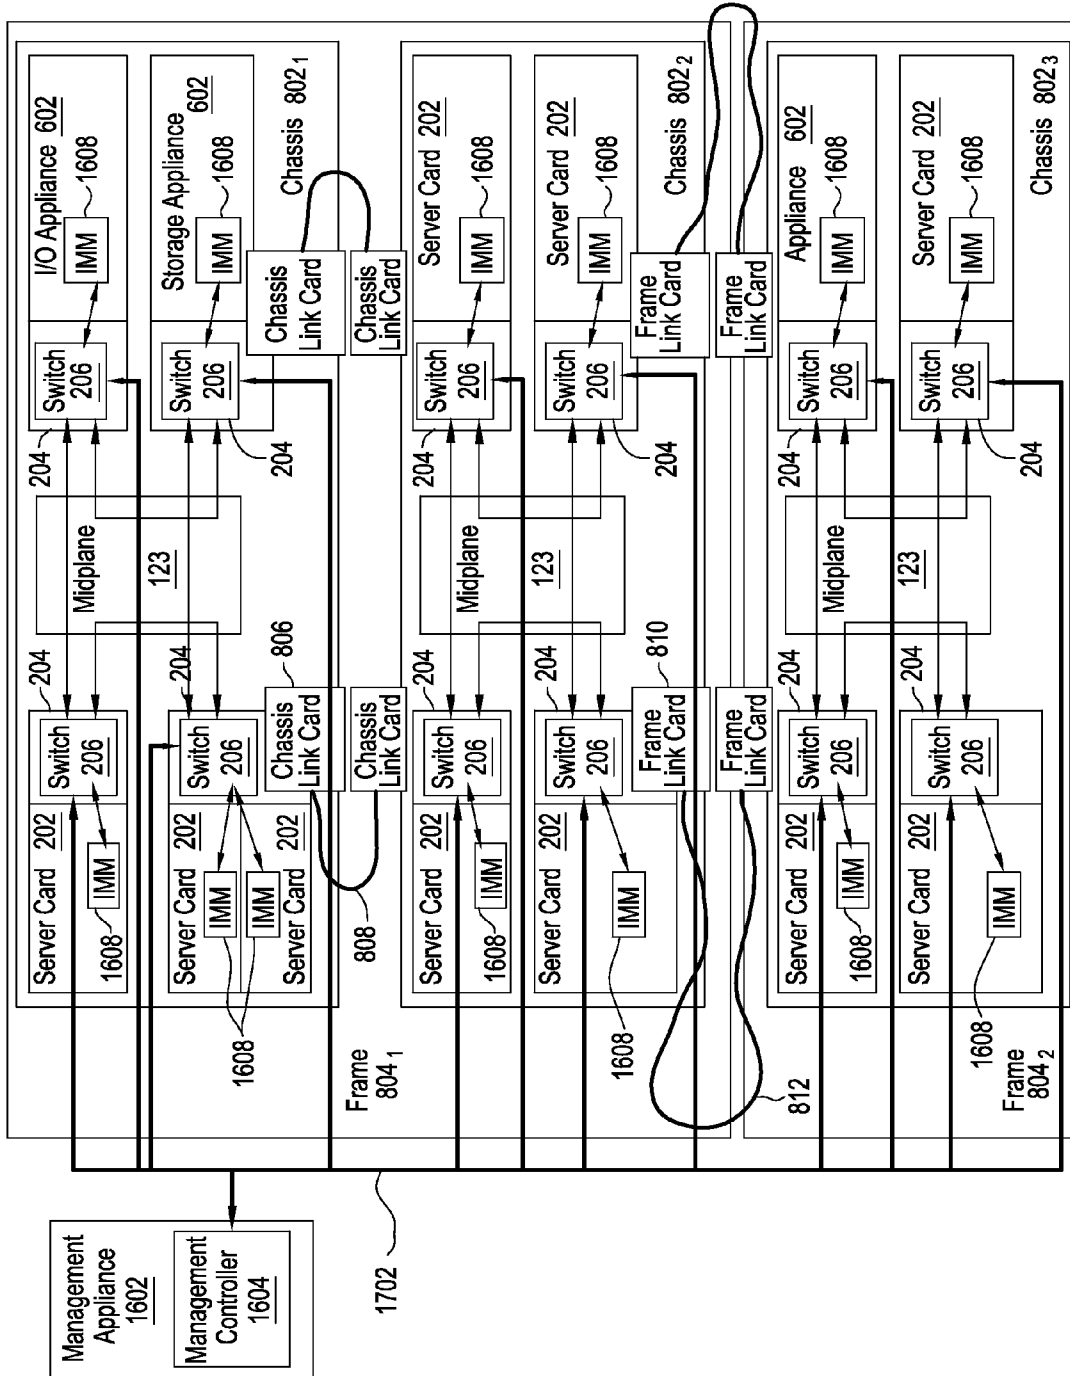 Management
Appliance
1602
Management
Controller
1604
1702
Frame
804₁
Server Card 202
IMM
1608
Switch
206
204
Server Card 202
IMM
IMM
1608
Server Card
202
Switch
206
204
Midplane
123
Switch
206
204
I/O Appliance 602
IMM
1608
Switch
206
204
Storage Appliance
602
IMM
1608
Chassis 802₁
Chassis
Link Card
806
Chassis
Link Card
808
Chassis
Link Card
Chassis
Link Card
Server Card 202
IMM
1608
Switch
206
204
Server Card 202
IMM
1608
Switch
206
204
Midplane
123
Switch
206
204
Server Card 202
IMM
1608
Switch
206
204
Server Card 202
IMM
1608
Chassis 802₂
Frame
Link Card
810
Frame
Link Card
812
Frame
Link Card
Frame
Link Card
Frame
804₂
Server Card 202
IMM
1608
Switch
206
204
Server Card 202
IMM
1608
Switch
206
204
Midplane
123
Switch
206
204
Appliance 602
IMM
1608
Switch
206
204
Server Card 202
IMM
1608
Chassis 802₃